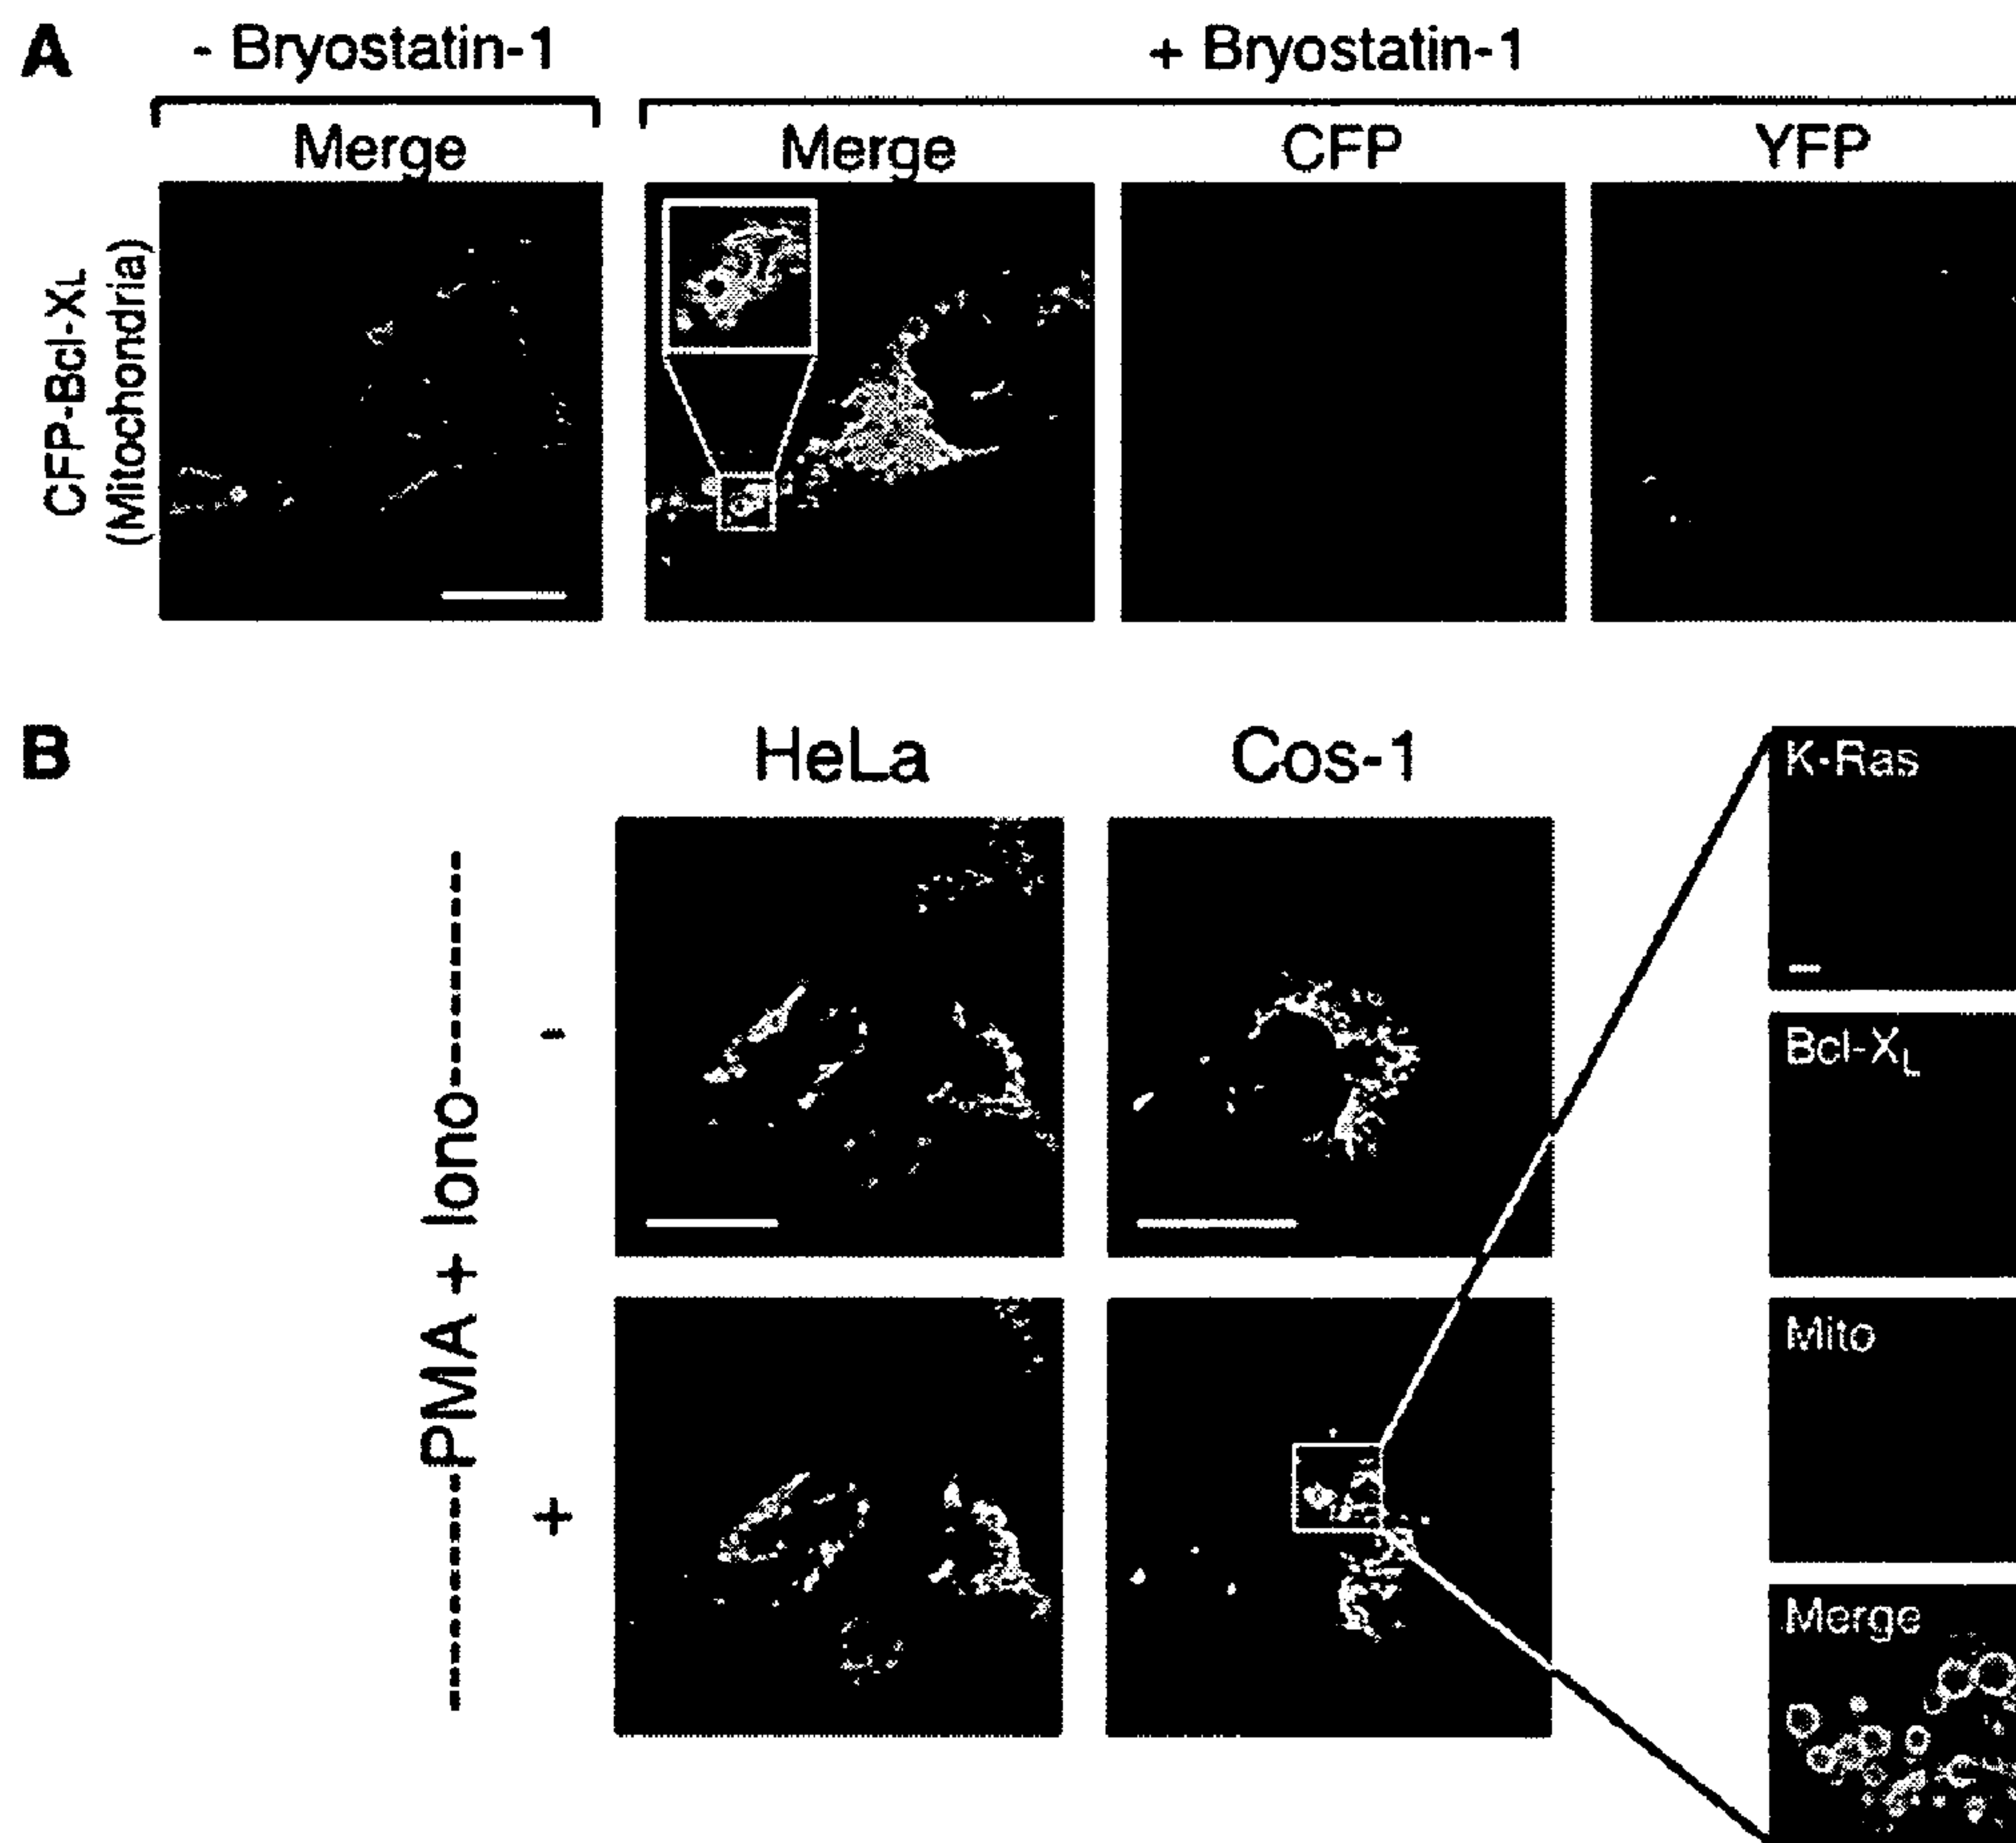 A
- Bryostatin-1
+ Bryostatin-1
Merge
Merge
CFP
YFP
CFP-Bcl-XL
(Mitochondria)
B
HeLa
Cos-1
PMA + Iono
-
+
K-Ras
Bcl-XL
Mito
Merge